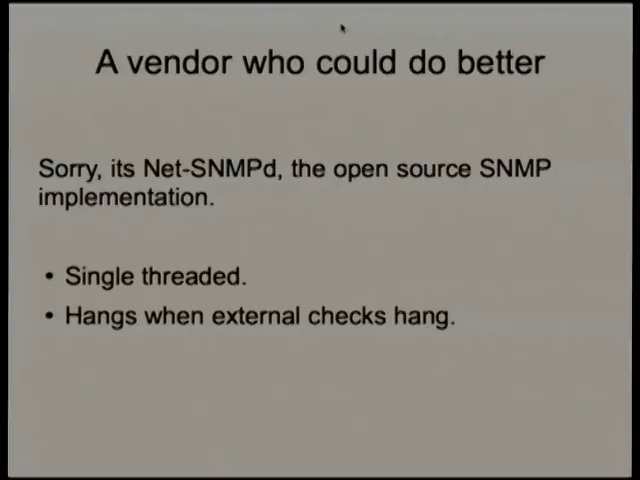 A vendor who could do better
Sorry, its Net-SNMPd, the open source SNMP
implementation.
• Single threaded.
• Hangs when external checks hang.